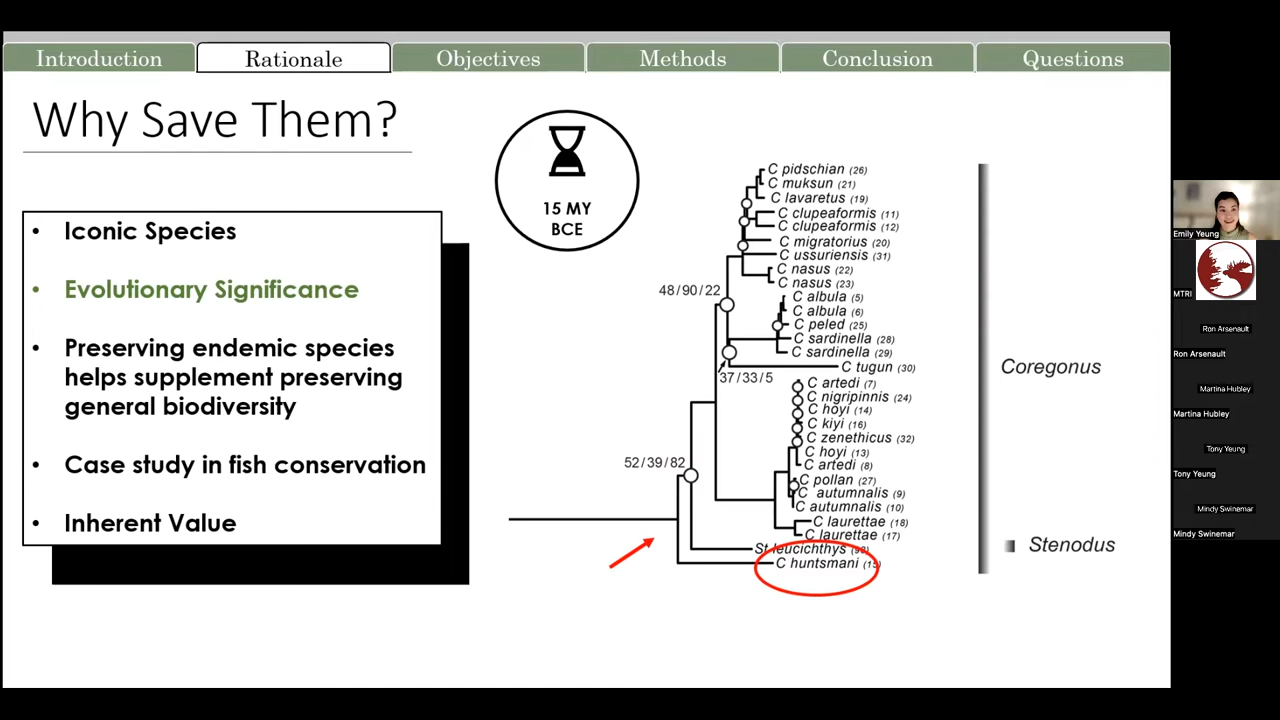 Introduction
Rationale
Objectives
Methods
Conclusion
Questions
Why Save Them?
• Iconic Species
• Evolutionary Significance
• Preserving endemic species
helps supplement preserving
general biodiversity
• Case study in fish conservation
• Inherent Value
15 MY
BCE
C pidschian (26)
C muksun (21)
C lavaretus (19)
C clupeaformis (11)
C clupeaformis (12)
C migratorius (20)
C ussuriensis (31)
C nasus (22)
C nasus (23)
48/90/22
C albula (5)
C albula (6)
C peled (25)
C sardinella (28)
C sardinella (29)
C tugun (30)
37/33/5
C artedi (7)
C nigripinnis (24)
C hoyi (14)
C kiyi (16)
C zenethicus (32)
C hoyi (13)
C artedi (8)
52/39/82
C pollan (27)
C autumnalis (9)
C autumnalis (10)
C laurettae (18)
C laurettae (17)
St leucichthys
C huntsmani (15)
Coregonus
Stenodus
Emily Yeung
MTRI
Ron Arsenault
Ron Arsenault
Martina Hubley
Martina Hubley
Tony Yeung
Tony Yeung
Mindy Swinemar
Mindy Swinemar